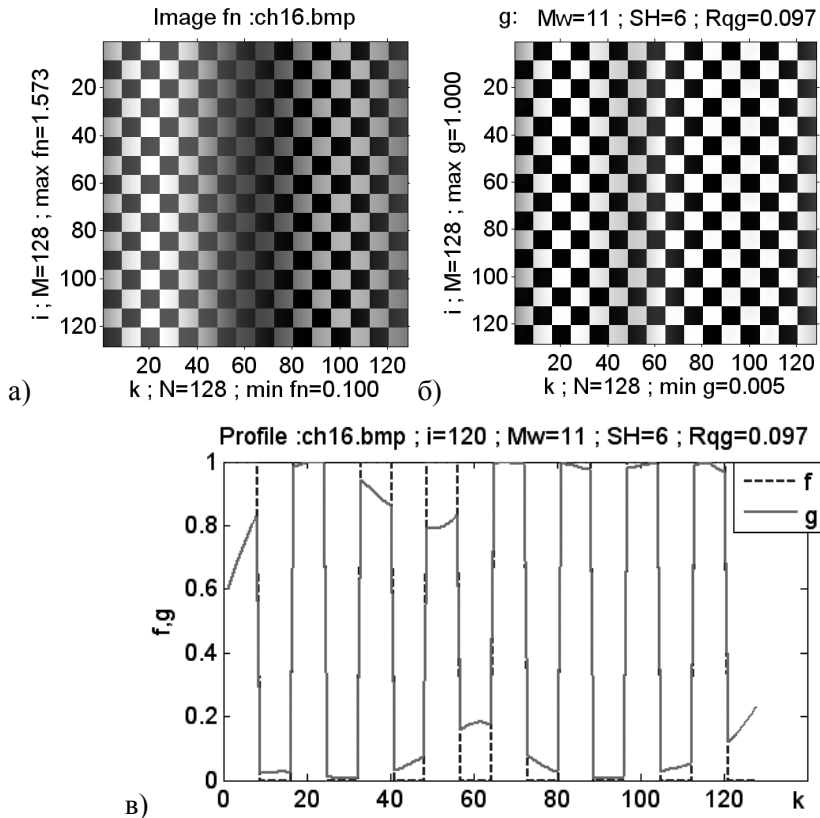 Image fn :ch16.bmp
i ; M=128 ; max fn=1.573
20
40
60
80
100
120
20 40 60 80 100 120
k ; N=128 ; min fn=0.100
а)
g: Mw=11 ; SH=6 ; Rqg=0.097
i ; M=128 ; max g=1.000
20
40
60
80
100
120
20 40 60 80 100 120
k ; N=128 ; min g=0.005
б)
Profile :ch16.bmp ; i=120 ; Mw=11 ; SH=6 ; Rqg=0.097
f,g
1
0.8
0.6
0.4
0.2
0
f
g
0 20 40 60 80 100 120 k
в)